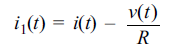 i₁(t) = i(t) − v(t)/R